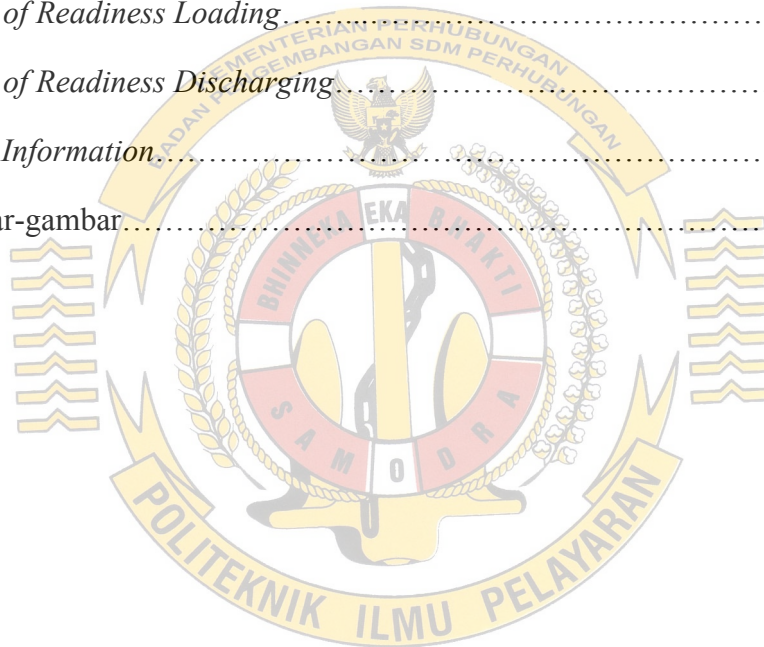 of Readiness Loading……………………………………………………
KEMENTERIAN PERHUBUNGAN
BADAN PENGEMBANGAN SDM PERHUBUNGAN
of Readiness Discharging………………………………………………
Information………………………………………………………………
ar-gambar…………………………………………………………………
BHINNEKA EKA BHAKTI
SAMODRA
POLITEKNIK ILMU PELAYARAN